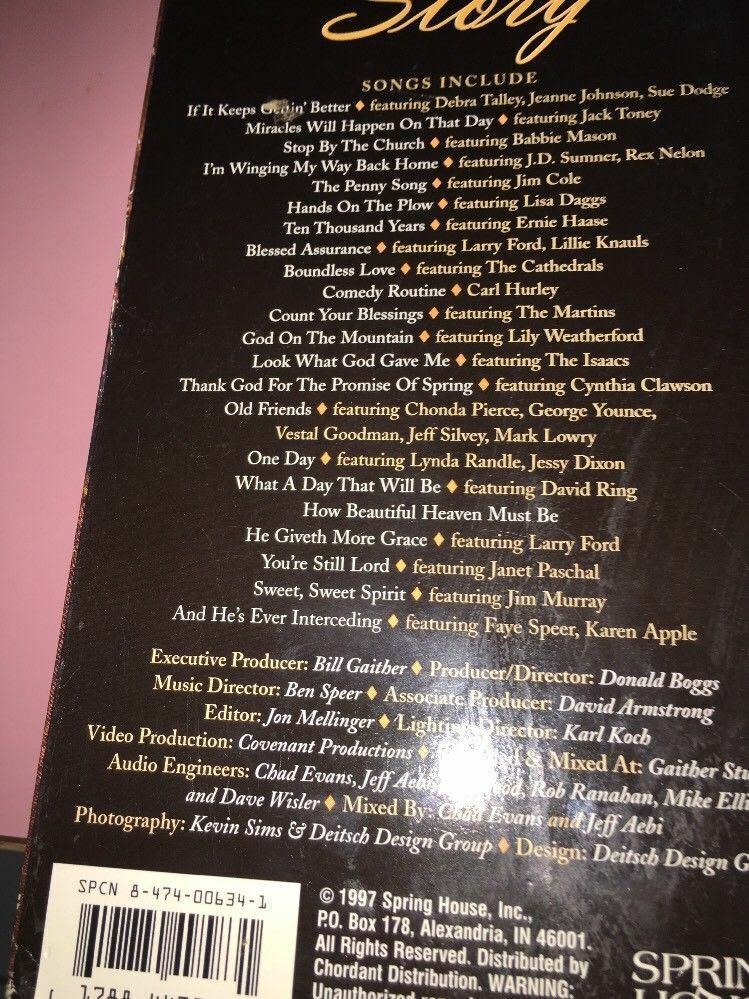 Story
SONGS INCLUDE
If It Keeps Gettin' Better ♦ featuring Debra Talley, Jeanne Johnson, Sue Dodge
Miracles Will Happen On That Day ♦ featuring Jack Toney
Stop By The Church ♦ featuring Babbie Mason
I'm Winging My Way Back Home ♦ featuring J.D. Sumner, Rex Nelon
The Penny Song ♦ featuring Jim Cole
Hands On The Plow ♦ featuring Lisa Daggs
Ten Thousand Years ♦ featuring Ernie Haase
Blessed Assurance ♦ featuring Larry Ford, Lillie Knauls
Boundless Love ♦ featuring The Cathedrals
Comedy Routine ♦ Carl Hurley
Count Your Blessings ♦ featuring The Martins
God On The Mountain ♦ featuring Lily Weatherford
Look What God Gave Me ♦ featuring The Isaacs
Thank God For The Promise Of Spring ♦ featuring Cynthia Clawson
Old Friends ♦ featuring Chonda Pierce, George Younce,
Vestal Goodman, Jeff Silvey, Mark Lowry
One Day ♦ featuring Lynda Randle, Jessy Dixon
What A Day That Will Be ♦ featuring David Ring
How Beautiful Heaven Must Be
He Giveth More Grace ♦ featuring Larry Ford
You're Still Lord ♦ featuring Janet Paschal
Sweet, Sweet Spirit ♦ featuring Jim Murray
And He's Ever Interceding ♦ featuring Faye Speer, Karen Apple
Executive Producer: Bill Gaither ♦ Producer/Director: Donald Boggs
Music Director: Ben Speer ♦ Associate Producer: David Armstrong
Editor: Jon Mellinger ♦ Lighting Director: Karl Koch
Video Production: Covenant Productions ♦ & Mixed At: Gaither
Audio Engineers: Chad Evans, Jeff Rob Ranahan, Mike
and Dave Wisler ♦ Mixed By: Chad Evans and Jeff Aebi
Photography: Kevin Sims & Deitsch Design Group ♦ Design: Deitsch Design
SPCN 8-474-00634-1
© 1997 Spring House, Inc.,
P.O. Box 178, Alexandria, IN 46001.
All Rights Reserved. Distributed by
Chordant Distribution. WARNING:
Unauthorized